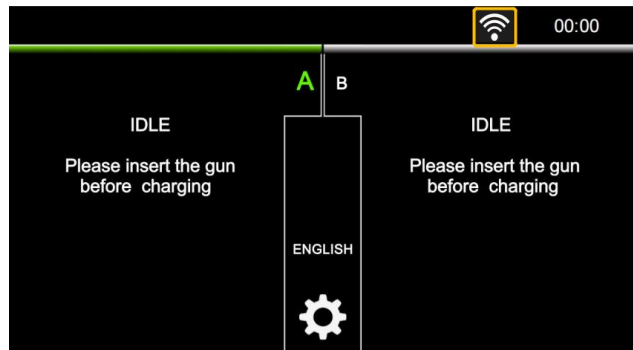 00:00
A B
IDLE
Please insert the gun
before charging
IDLE
Please insert the gun
before charging
ENGLISH